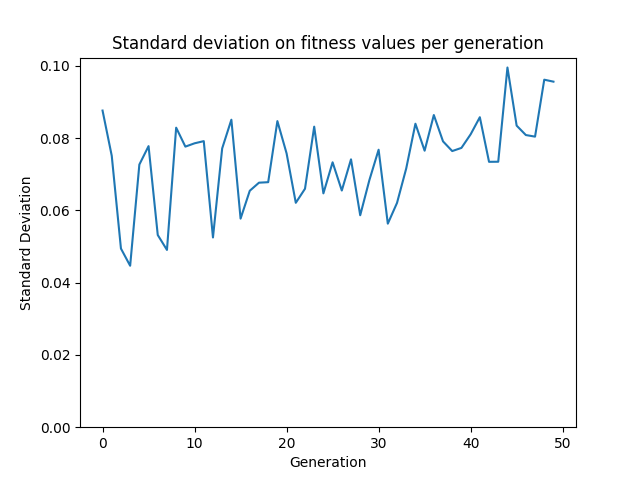 Standard deviation on fitness values per generation
0.10
0.08
0.06
0.04
0.02
0.00
Standard Deviation
0 10 20 30 40 50
Generation